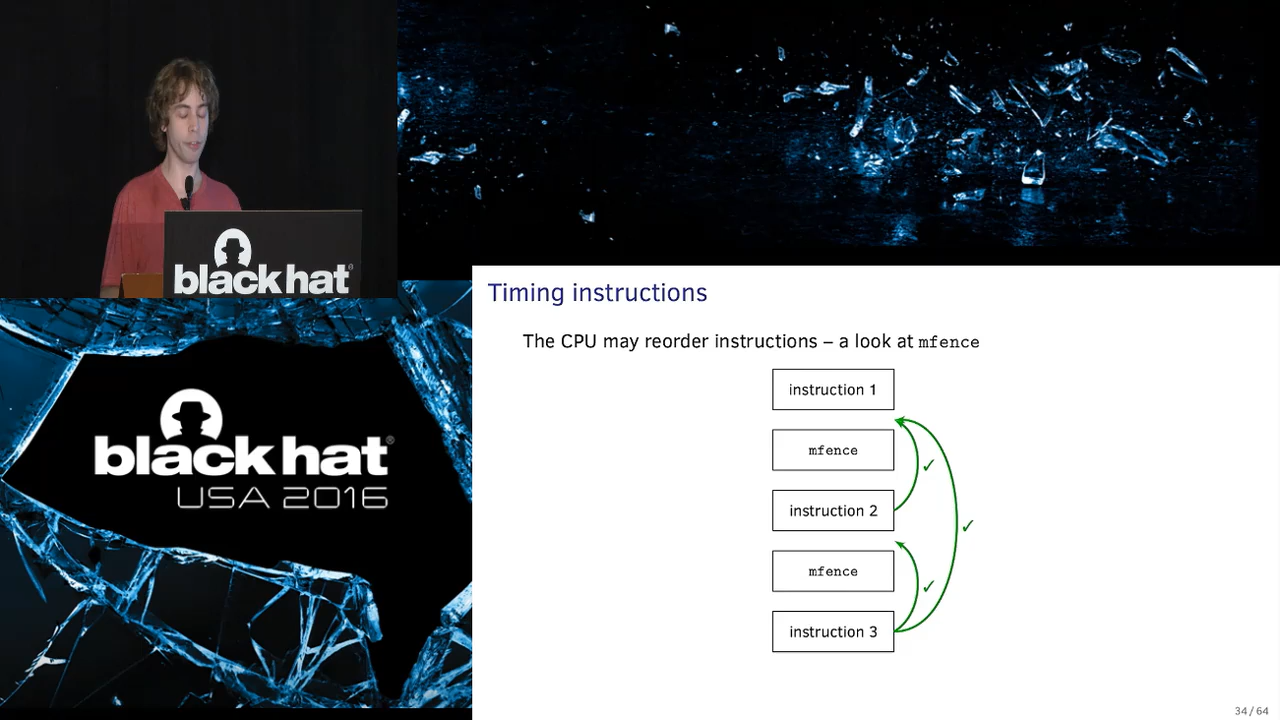 black hat
black hat
USA 2016
Timing instructions
The CPU may reorder instructions – a look at mfence
instruction 1
mfence
✓
instruction 2
✓
mfence
✓
instruction 3
34 / 64